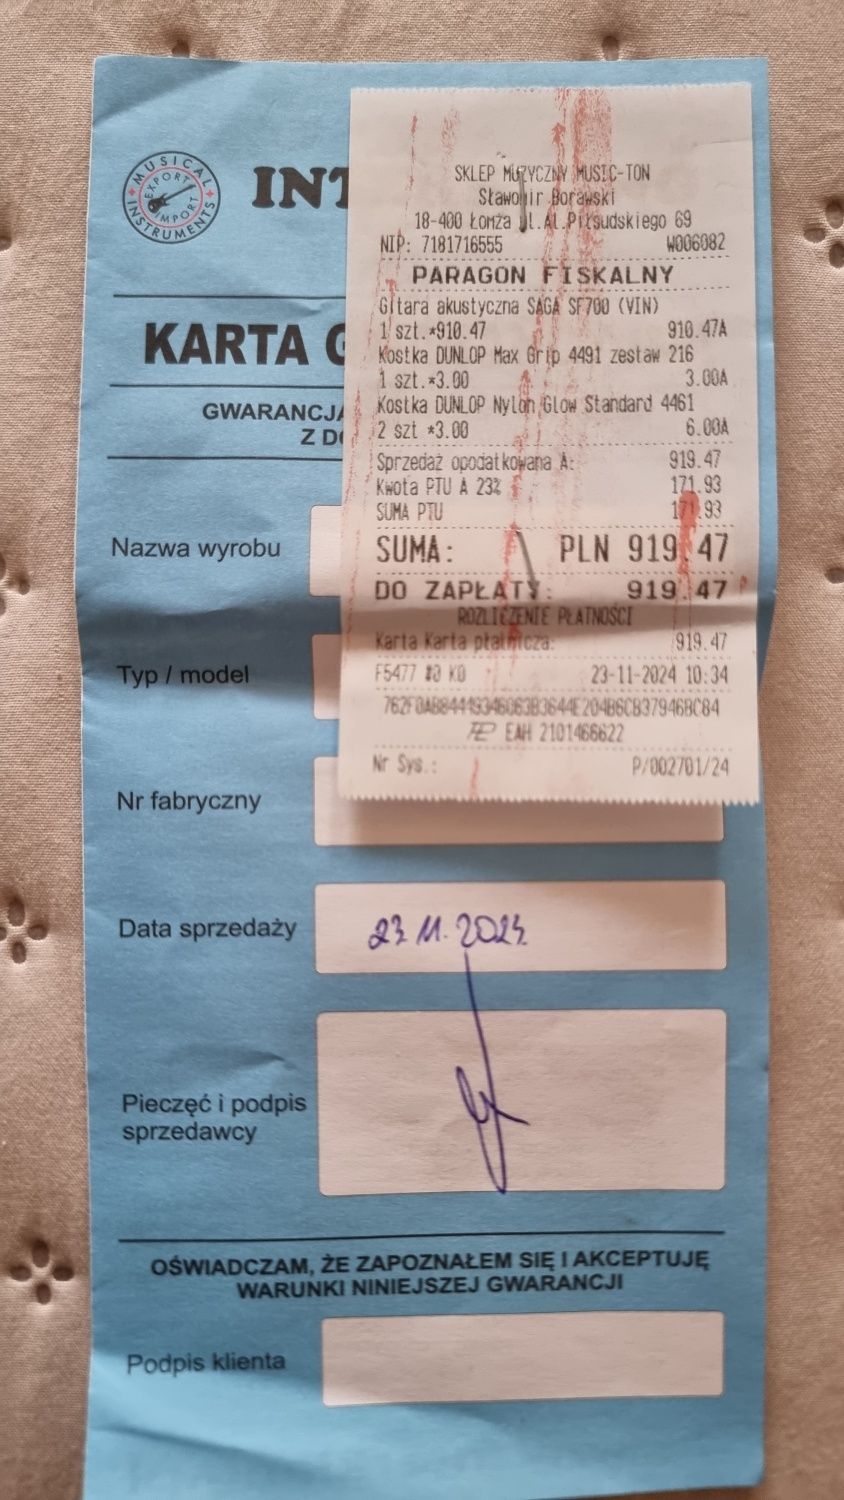 MUSICAL
EXPORT
IMPORT
INSTRUMENTS
SKLEP MUZYCZNY MUSIC-TON
Sławomir Borawski
18-400 Łomża ul.Al.Piłsudskiego 69
NIP: 7181716555 W006082
PARAGON FISKALNY
Gitara akustyczna SAGA SF700 (VIN)
1 szt.*910.47 910.47A
Kostka DUNLOP Max Grip 4491 zestaw 216
1 szt.*3.00 3.00A
Kostka DUNLOP Nylon Glow Standard 4461
2 szt *3.00 6.00A
Sprzedaż opodatkowana A: 919.47
Kwota PTU A 23% 171.93
SUMA PTU 171.93
SUMA: PLN 919.47
DO ZAPŁATY: 919.47
ROZLICZENIE PŁATNOŚCI
Karta Karta płatnicza: 919.47
F5477 #3 KO 23-11-2024 10:34
EAH 2101466622
Nr Sys.: P/002701/24
INT
KARTA G
GWARANCJA
Z DO
Nazwa wyrobu
Typ / model
Nr fabryczny
Data sprzedaży 23.11.2024.
Pieczęć i podpis
sprzedawcy
OŚWIADCZAM, ŻE ZAPOZNAŁEM SIĘ I AKCEPTUJĘ
WARUNKI NINIEJSZEJ GWARANCJI
Podpis klienta